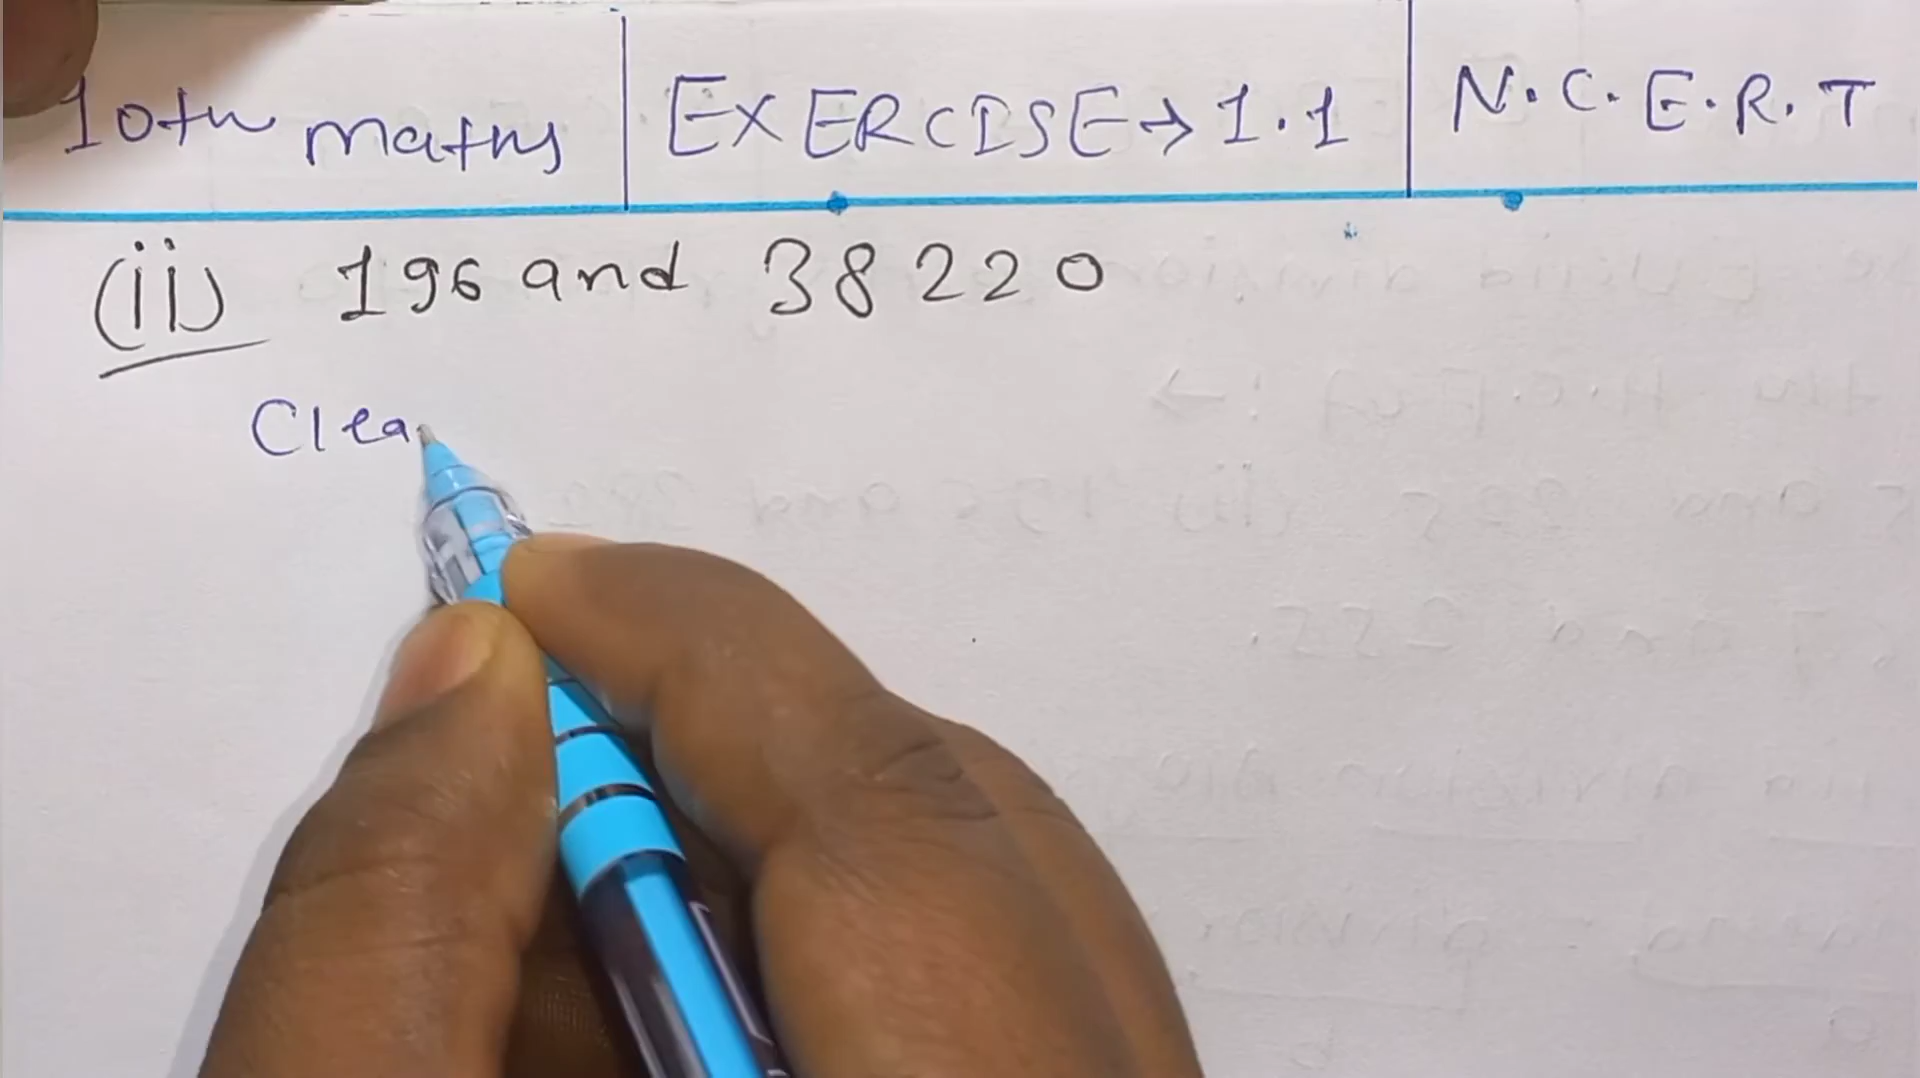 10th maths | EXERCISE → 1.1 | N.C.E.R.T
(ii) 196 and 38220
Clea